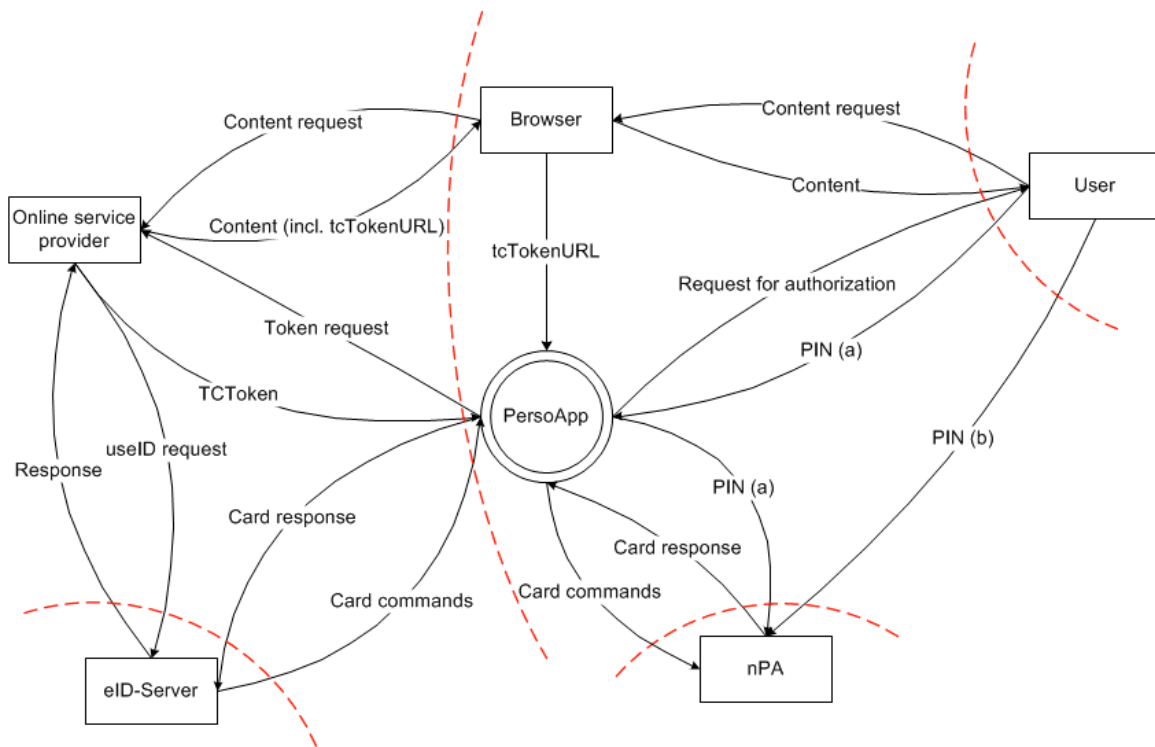 Browser
Content request
Content request
User
Content
Online service
provider
Content (incl. tcTokenURL)
tcTokenURL
Request for authorization
Token request
PIN (a)
TCToken
PersoApp
PIN (b)
useID request
Response
PIN (a)
Card response
Card response
Card commands
Card commands
nPA
eID-Server